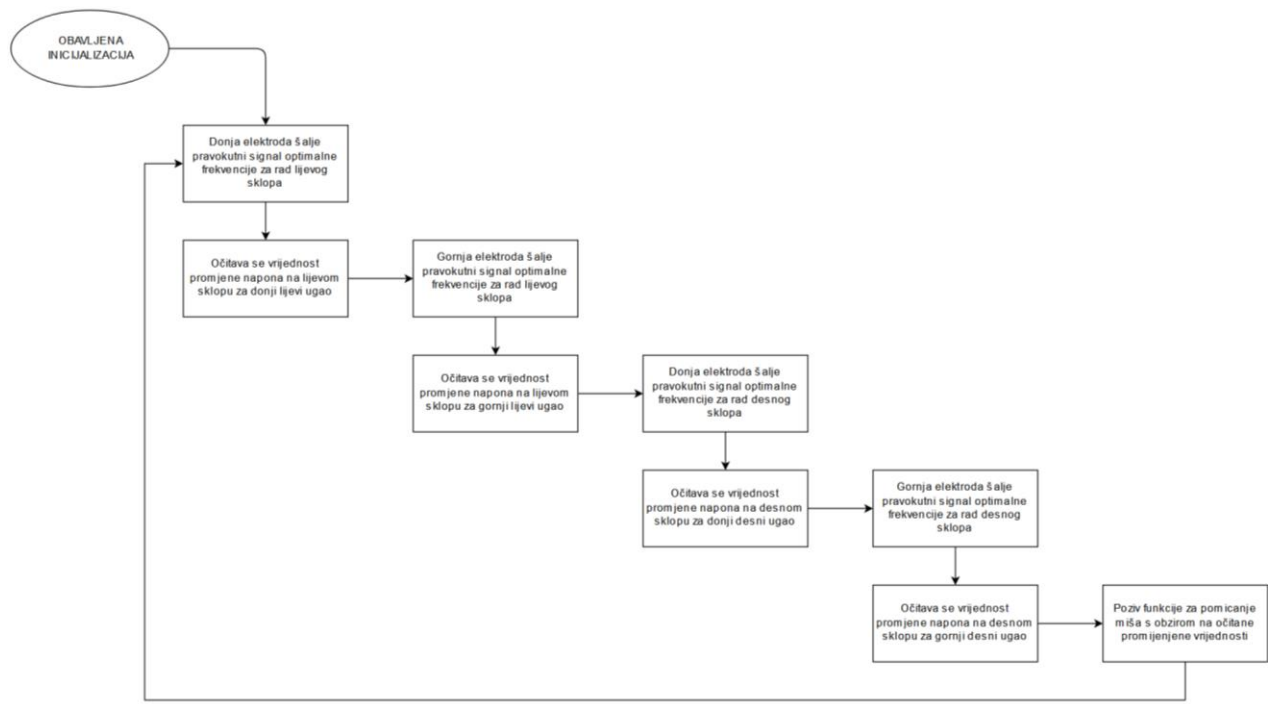 OBAVLJENA
INICIJALIZACIJA
Donja elektroda šalje
pravokutni signal optimalne
frekvencije za rad lijevog
sklopa
Očitava se vrijednost
promjene napona na lijevom
sklopu za donji lijevi ugao
Gornja elektroda šalje
pravokutni signal optimalne
frekvencije za rad lijevog
sklopa
Očitava se vrijednost
promjene napona na lijevom
sklopu za gornji lijevi ugao
Donja elektroda šalje
pravokutni signal optimalne
frekvencije za rad desnog
sklopa
Očitava se vrijednost
promjene napona na desnom
sklopu za donji desni ugao
Gornja elektroda šalje
pravokutni signal optimalne
frekvencije za rad desnog
sklopa
Očitava se vrijednost
promjene napona na desnom
sklopu za gornji desni ugao
Poziv funkcije za pomicanje
miša s obzirom na očitane
promijenjene vrijednosti